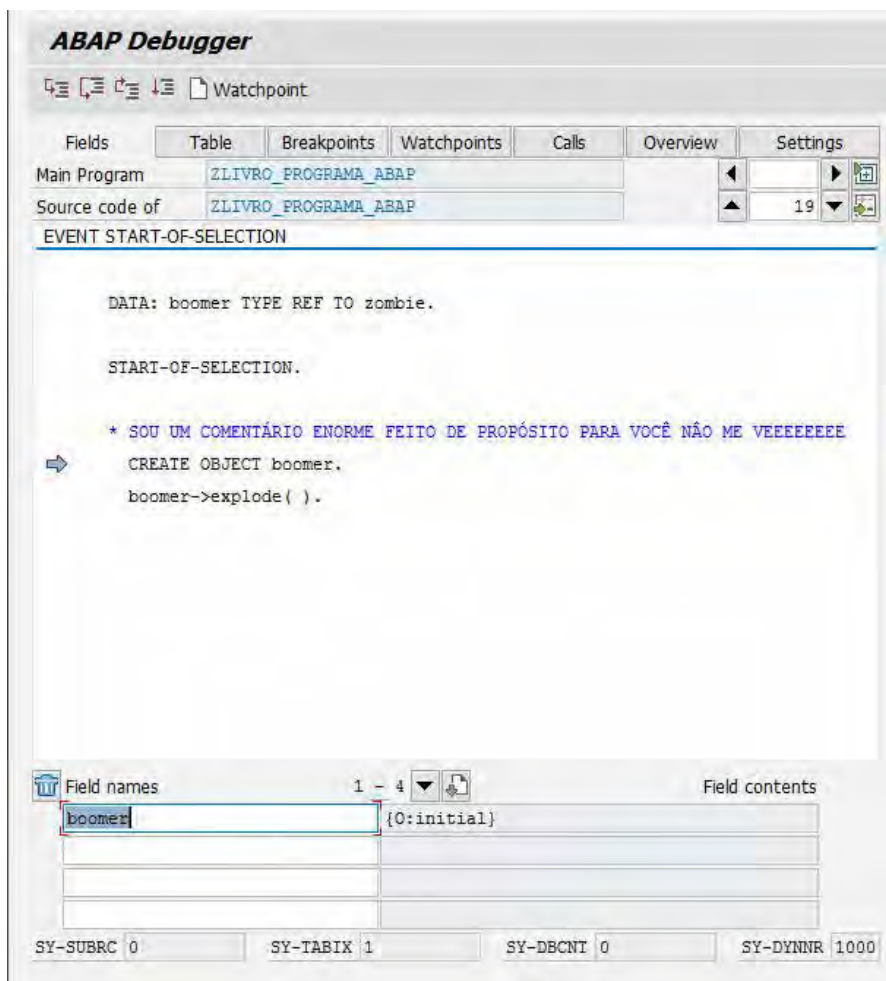 ABAP Debugger
Watchpoint
Fields Table Breakpoints Watchpoints Calls Overview Settings
Main Program ZLIVRO_PROGRAMA_ABAP
Source code of ZLIVRO_PROGRAMA_ABAP 19
EVENT START-OF-SELECTION
DATA: boomer TYPE REF TO zombie.
START-OF-SELECTION.
* SOU UM COMENTÁRIO ENORME FEITO DE PROPÓSITO PARA VOCÊ NÂO ME VEEEEEEEE
CREATE OBJECT boomer.
boomer->explode( ).
Field names 1 - 4 Field contents
boomer {O:initial}
SY-SUBRC 0 SY-TABIX 1 SY-DBCNT 0 SY-DYNNR 1000